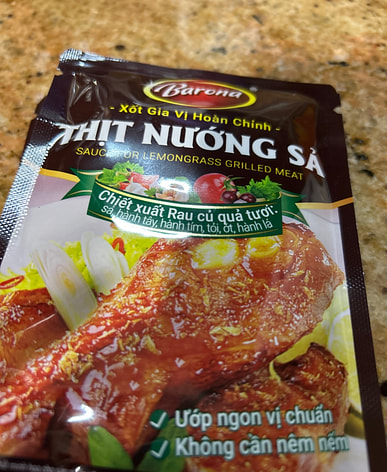 Barona
- Xốt Gia Vị Hoàn Chỉnh -
THỊT NƯỚNG SẢ
SAUCE FOR LEMONGRASS GRILLED MEAT
Chiết xuất Rau củ quả tươi:
sả, hành tây, hành tím, tỏi, ớt, hành lá
Ướp ngon vị chuẩn
Không cần nêm nếm